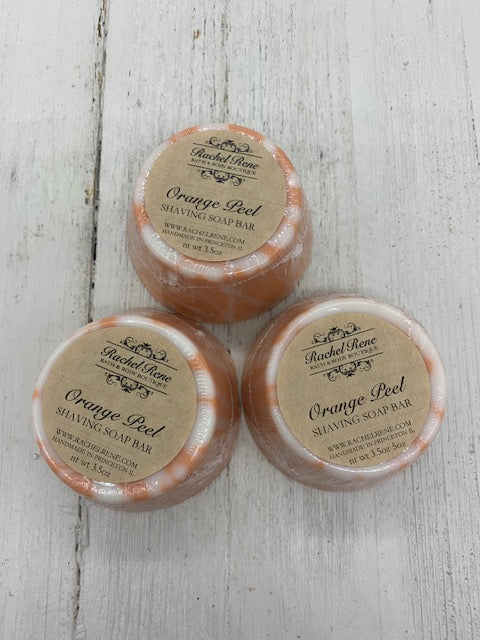 Rachel Rene
BATH & BODY BOUTIQUE
Orange Peel
SHAVING SOAP BAR
WWW.RACHELRENE.COM
HANDMADE IN PRINCETON IL
nt wt 3.5oz
Rachel Rene
BATH & BODY BOUTIQUE
Orange Peel
SHAVING SOAP BAR
WWW.RACHELRENE.COM
HANDMADE IN PRINCETON IL
nt wt 3.5oz
Rachel Rene
BATH & BODY BOUTIQUE
Orange Peel
SHAVING SOAP BAR
WWW.RACHELRENE.COM
HANDMADE IN PRINCETON IL
nt wt 3.5oz 5oz